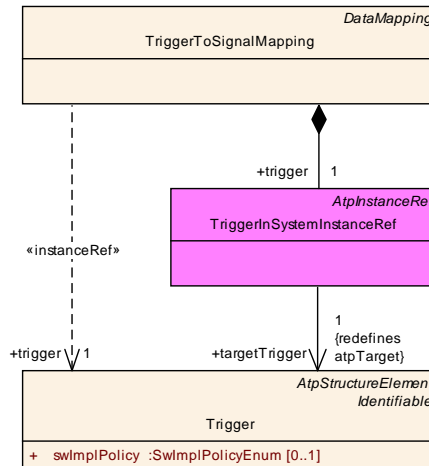 DataMapping
TriggerToSignalMapping
+trigger 1
AtpInstanceRef
TriggerInSystemInstanceRef
«instanceRef»
1
{redefines
atpTarget}
+trigger 1 +targetTrigger
AtpStructureElement
Identifiable
Trigger
+ swImplPolicy :SwImplPolicyEnum [0..1]